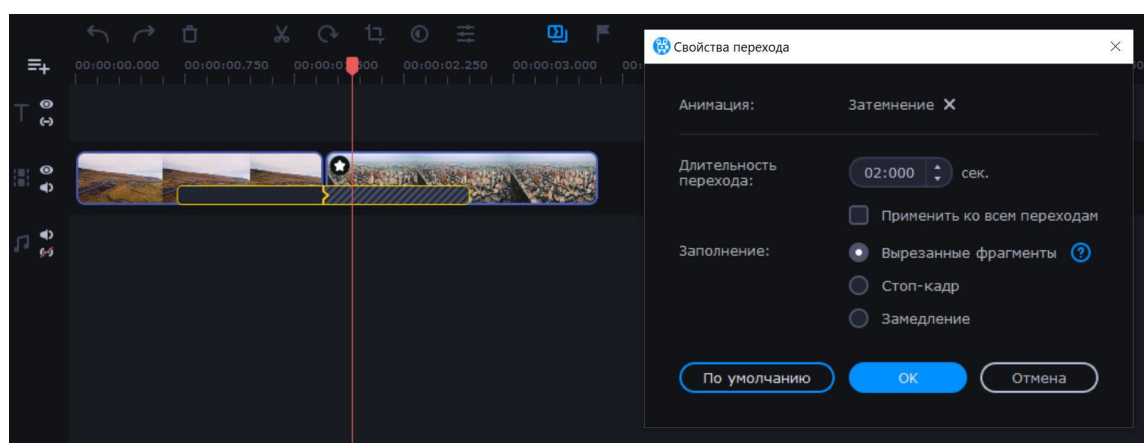 Свойства перехода
00:00:00.000 00:00:00.750 00:00:02.250 00:00:03.000
Анимация: Затемнение
Длительность перехода: 02:000 сек.
Применить ко всем переходам
Заполнение: Вырезанные фрагменты ?
Стоп-кадр
Замедление
По умолчанию ОК Отмена